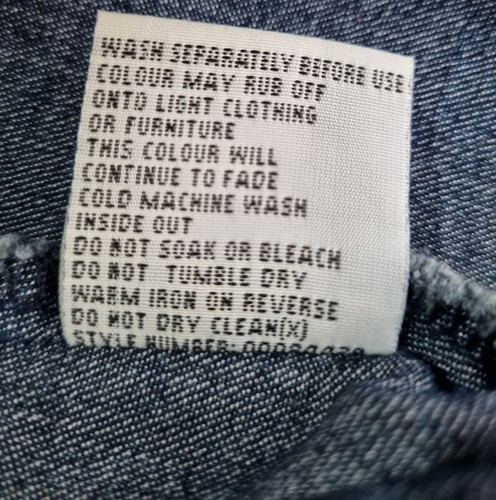 WASH SEPARATELY BEFORE USE
COLOUR MAY RUB OFF
ONTO LIGHT CLOTHING
OR FURNITURE
THIS COLOUR WILL
CONTINUE TO FADE
COLD MACHINE WASH
INSIDE OUT
DO NOT SOAK OR BLEACH
DO NOT TUMBLE DRY
WARM IRON ON REVERSE
DO NOT DRY CLEAN(X)
STYLE NUMBER: